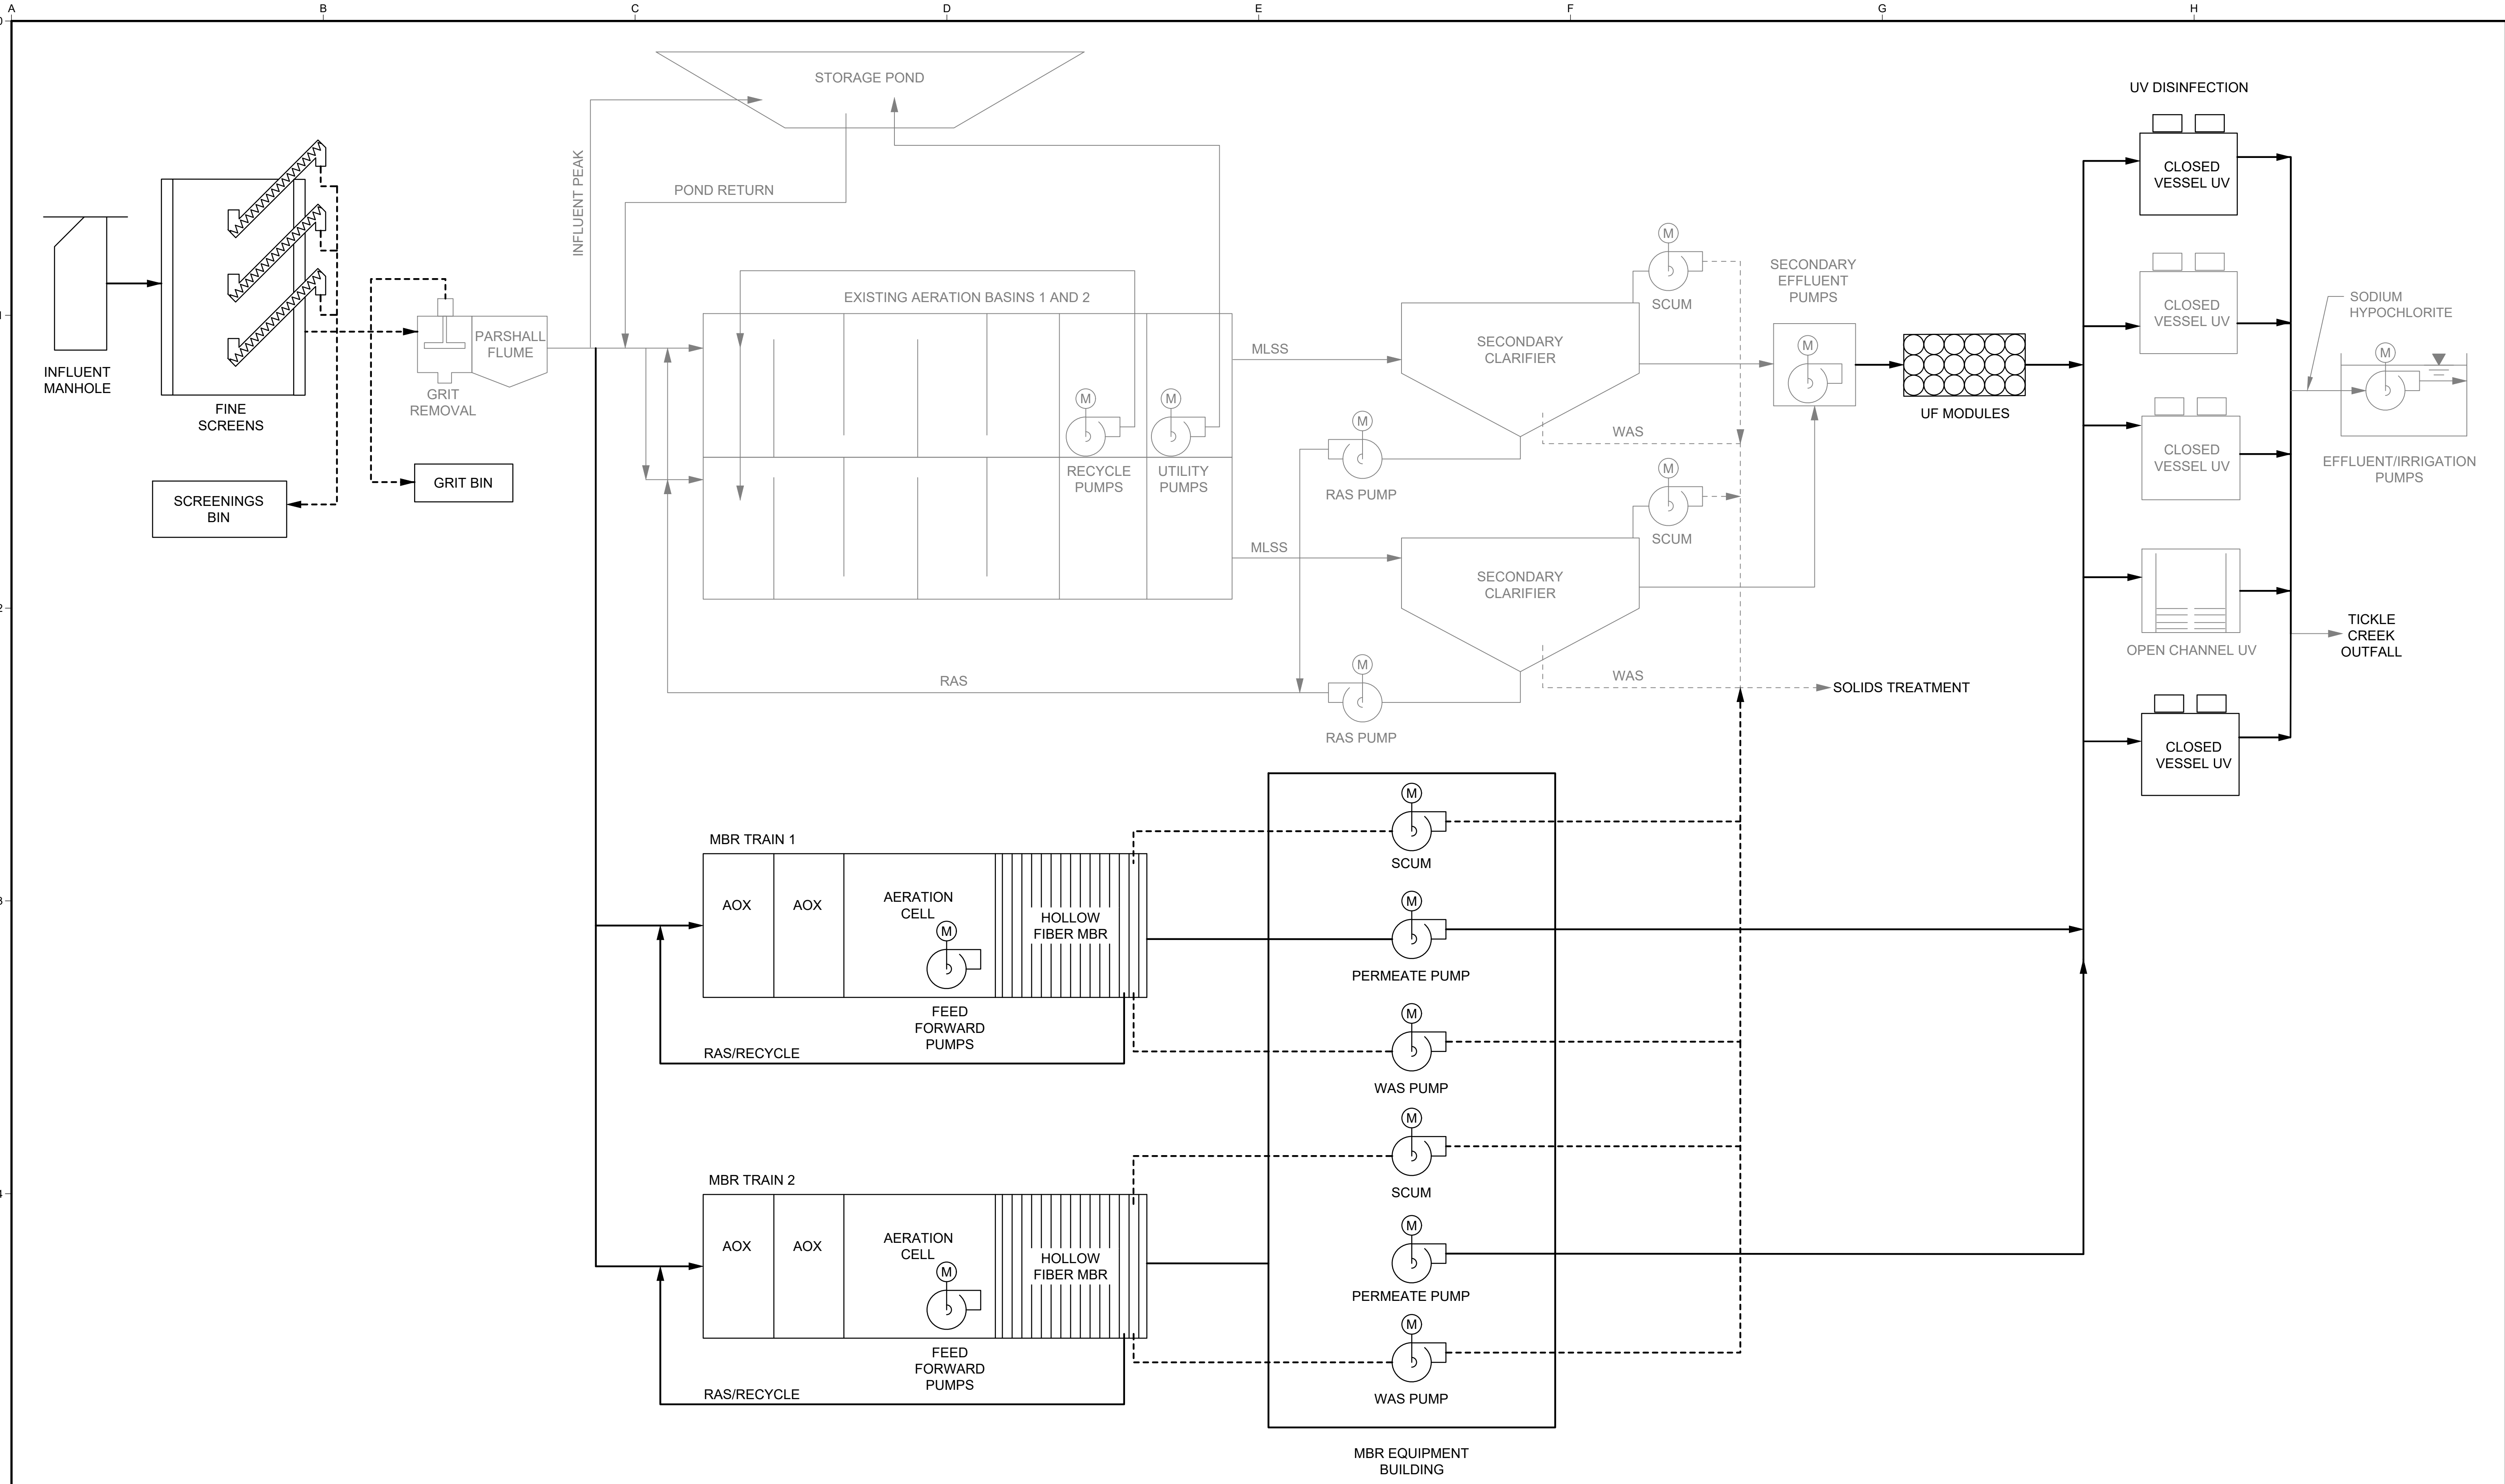 A
B
C
D
E
F
G
H
0
STORAGE POND
UV DISINFECTION
CLOSED
VESSEL UV
INFLUENT PEAK
POND RETURN
M
SCUM
SECONDARY
EFFLUENT
PUMPS
CLOSED
VESSEL UV
SODIUM
HYPOCHLORITE
1
EXISTING AERATION BASINS 1 AND 2
PARSHALL
FLUME
MLSS
SECONDARY
CLARIFIER
M
M
INFLUENT
MANHOLE
GRIT
REMOVAL
FINE
SCREENS
M
M
M
UF MODULES
WAS
CLOSED
VESSEL UV
EFFLUENT/IRRIGATION
PUMPS
RECYCLE
PUMPS
UTILITY
PUMPS
GRIT BIN
SCREENINGS
BIN
RAS PUMP
M
SCUM
MLSS
SECONDARY
CLARIFIER
2
TICKLE
CREEK
OUTFALL
OPEN CHANNEL UV
RAS
M
WAS
SOLIDS TREATMENT
RAS PUMP
CLOSED
VESSEL UV
M
MBR TRAIN 1
SCUM
3
AOX
AOX
AERATION
CELL
M
HOLLOW
FIBER MBR
M
PERMEATE PUMP
FEED
FORWARD
PUMPS
M
RAS/RECYCLE
WAS PUMP
M
MBR TRAIN 2
SCUM
4
AOX
AOX
AERATION
CELL
M
HOLLOW
FIBER MBR
M
PERMEATE PUMP
FEED
FORWARD
PUMPS
M
RAS/RECYCLE
WAS PUMP
MBR EQUIPMENT
BUILDING